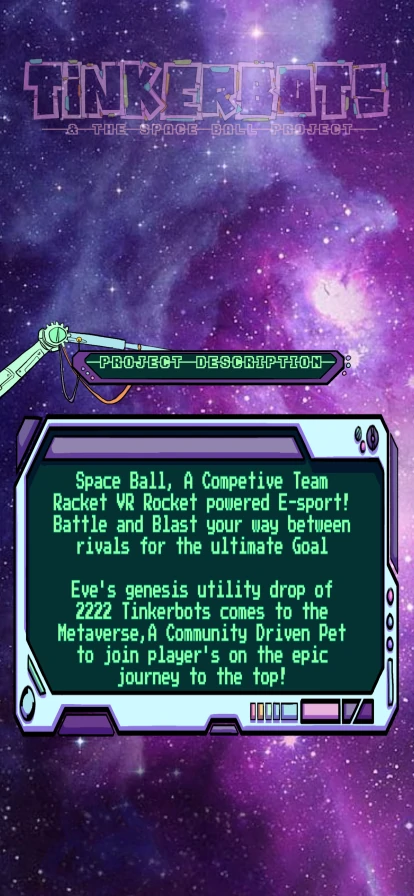 TINKERBOTS
& THE SPACE BALL PROJECT
PROJECT DESCRIPTION
Space Ball, A Competive Team
Racket VR Rocket powered E-sport!
Battle and Blast your way between
rivals for the ultimate Goal
Eve's genesis utility drop of
2222 Tinkerbots comes to the
Metaverse,A Community Driven Pet
to join player's on the epic
journey to the top!